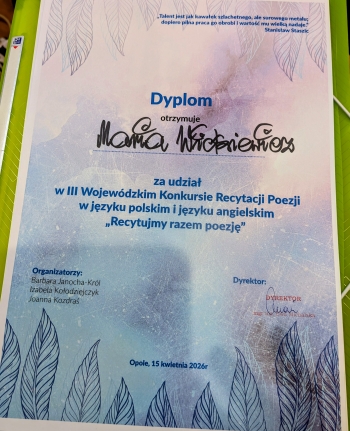 „Talent jest jak kawałek szlachetnego, ale surowego metalu;
dopiero pilna praca go obrobi i wartość mu wielką nadaje."
Stanisław Staszic
Dyplom
otrzymuje
Maria
za udział
w III Wojewódzkim Konkursie Recytacji Poezji
w języku polskim i języku angielskim
„Recytujmy razem poezję"
Organizatorzy:
Barbara Janocha-Król
Izabela Kołodziejczyk
Joanna Kozdraś
Dyrektor:
DYREKTOR
Opole, 15 kwietnia 2026r